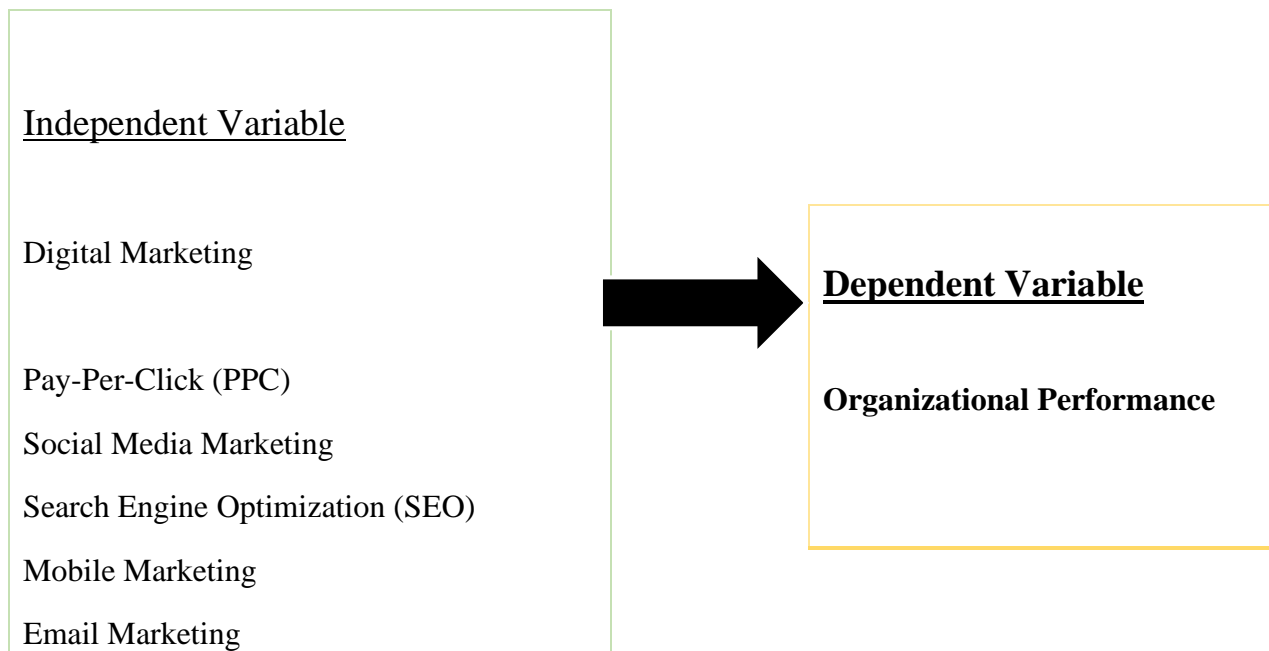 Independent Variable
Digital Marketing
Pay-Per-Click (PPC)
Social Media Marketing
Search Engine Optimization (SEO)
Mobile Marketing
Email Marketing
Dependent Variable
Organizational Performance